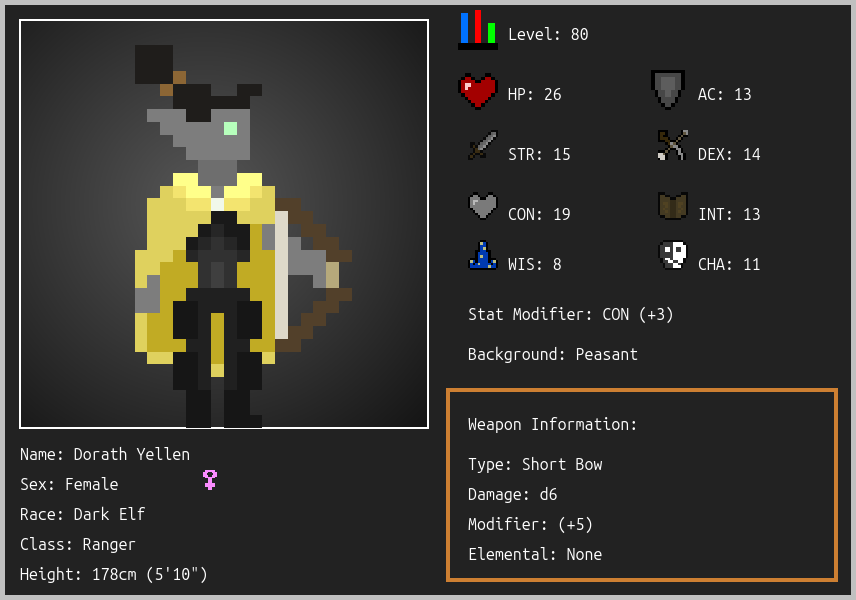 Level: 80
HP: 26
AC: 13
STR: 15
DEX: 14
CON: 19
INT: 13
WIS: 8
CHA: 11
Stat Modifier: CON (+3)
Background: Peasant
Weapon Information:
Type: Short Bow
Damage: d6
Modifier: (+5)
Elemental: None
Name: Dorath Yellen
Sex: Female
Race: Dark Elf
Class: Ranger
Height: 178cm (5'10")